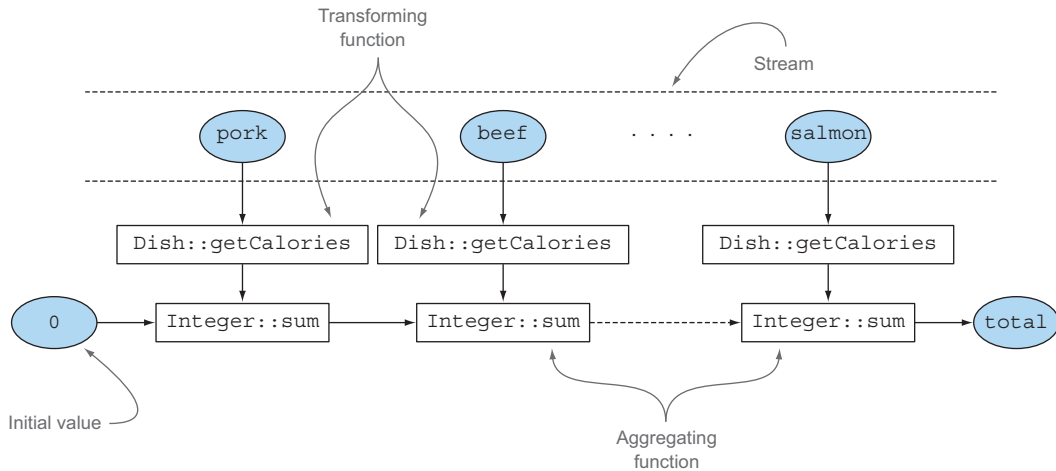 Transforming
function
Stream
pork
beef
. . . .
salmon
Dish::getCalories
Dish::getCalories
Dish::getCalories
0
Integer::sum
Integer::sum
Integer::sum
total
Initial value
Aggregating
function